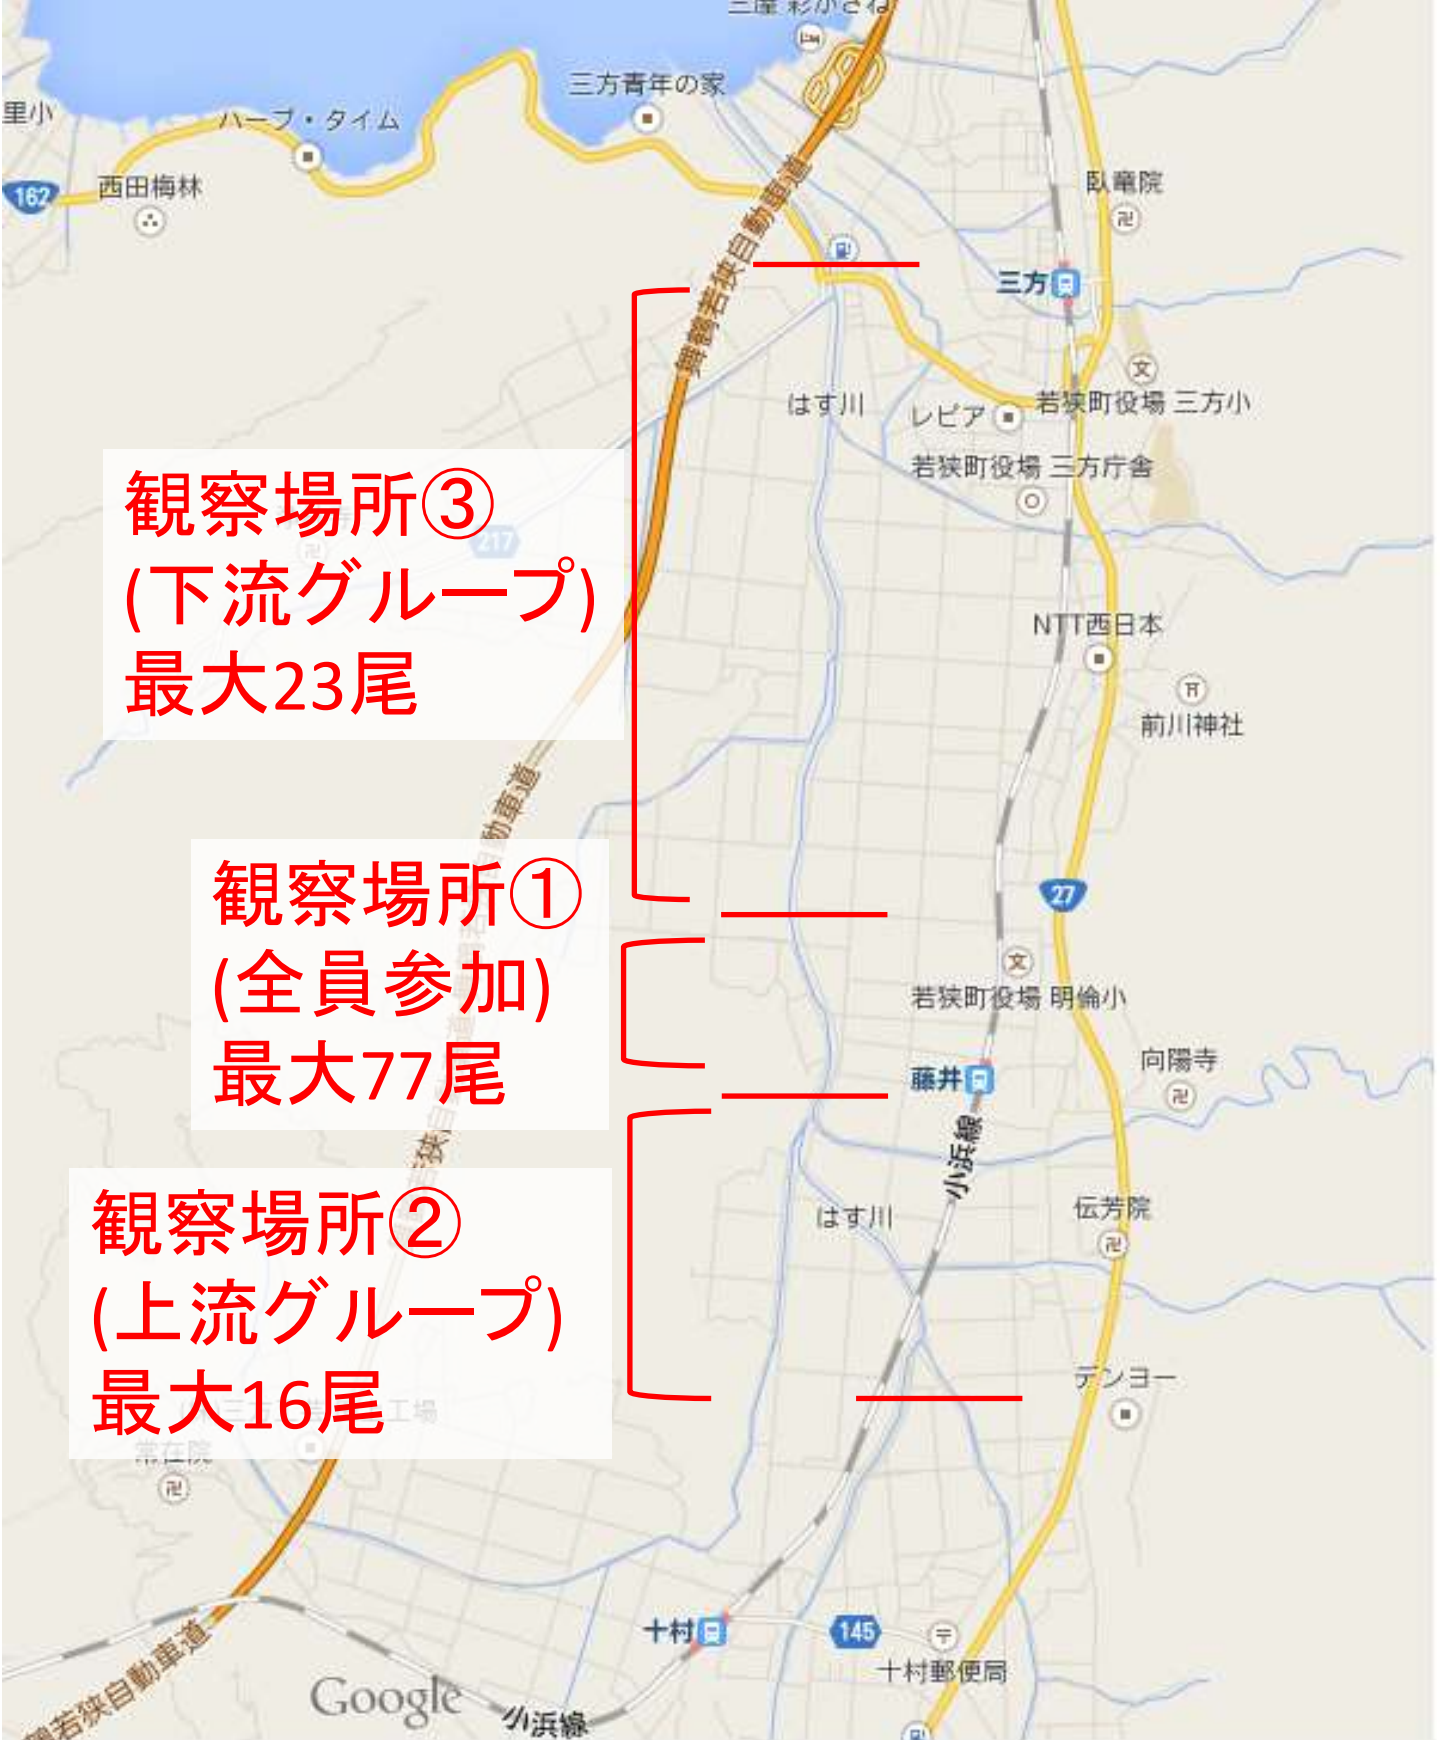 三方青年の家
里小
ハーブ・タイム
162
西田梅林
臥竜院
三方
舞鶴若狭自動車道
はす川
レピア
文
若狭町役場 三方小
若狭町役場 三方庁舎
観察場所③
(下流グループ)
最大23尾
217
NTT西日本
前川神社
観察場所①
(全員参加)
最大77尾
27
文
若狭町役場 明倫小
藤井
向陽寺
小浜線
観察場所②
(上流グループ)
最大16尾
はす川
伝芳院
デンヨー
常在院
工場
十村
145
十村郵便局
Google
小浜線
若狭自動車道